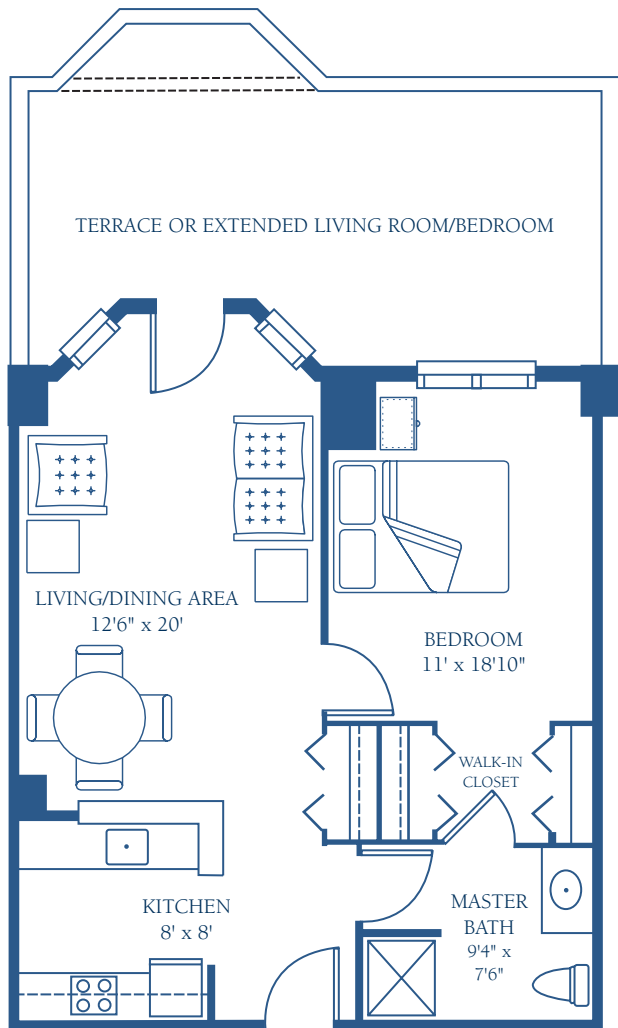 TERRACE OR EXTENDED LIVING ROOM/BEDROOM
LIVING/DINING AREA
12'6" x 20'
BEDROOM
11' x 18'10"
WALK-IN
CLOSET
KITCHEN
8' x 8'
MASTER
BATH
9'4" x
7'6"